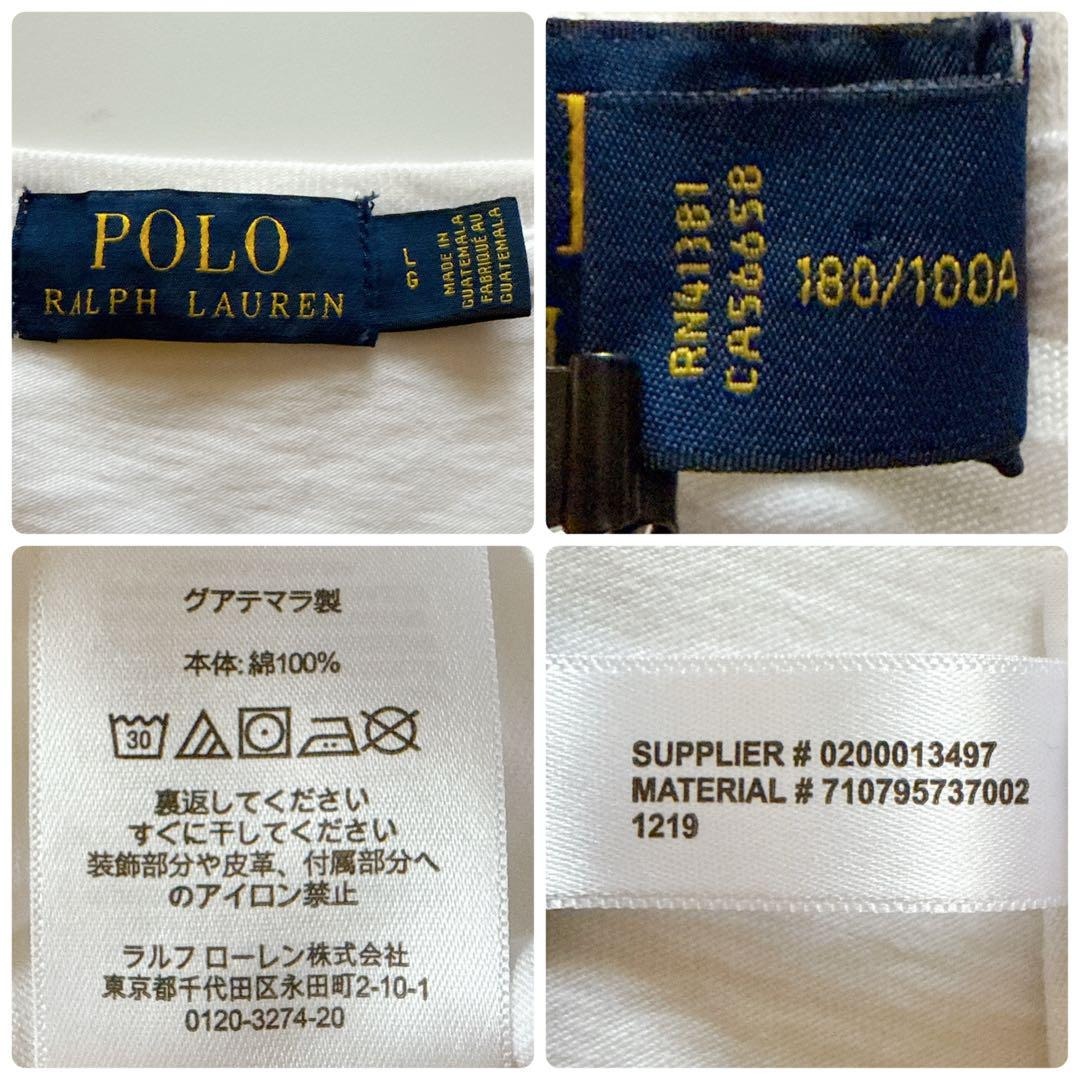 POLO
RALPH LAUREN
L
G
MADE IN
GUATEMALA
FABRIQUÉ AU
GUATEMALA
RN41381
CA56658
180/100A
グアテマラ製
本体: 綿100%
30
裏返してください
すぐに干してください
装飾部分や皮革、付属部分へ
のアイロン禁止
ラルフ ローレン株式会社
東京都千代田区永田町2-10-1
0120-3274-20
SUPPLIER # 0200013497
MATERIAL # 710795737002
1219